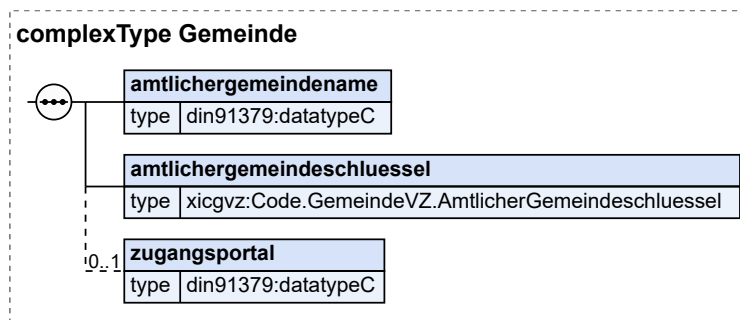 complexType Gemeinde
amtlichergemeindename
type din91379:datatypeC
amtlichergemeindeschluessel
type xicgvz:Code.GemeindeVZ.AmtlicherGemeindeschluessel
zugangsportal
0..1
type din91379:datatypeC